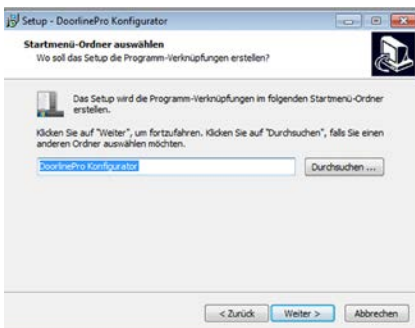 Setup - DoorlinePro Konfigurator
Startmenü-Ordner auswählen
Wo soll das Setup die Programm-Verknüpfungen erstellen?
Das Setup wird die Programm-Verknüpfungen im folgenden Startmenü-Ordner
erstellen.
Klicken Sie auf "Weiter", um fortzufahren. Klicken Sie auf "Durchsuchen", falls Sie einen
anderen Ordner auswählen möchten.
DoorlinePro Konfigurator
Durchsuchen ...
< Zurück
Weiter >
Abbrechen